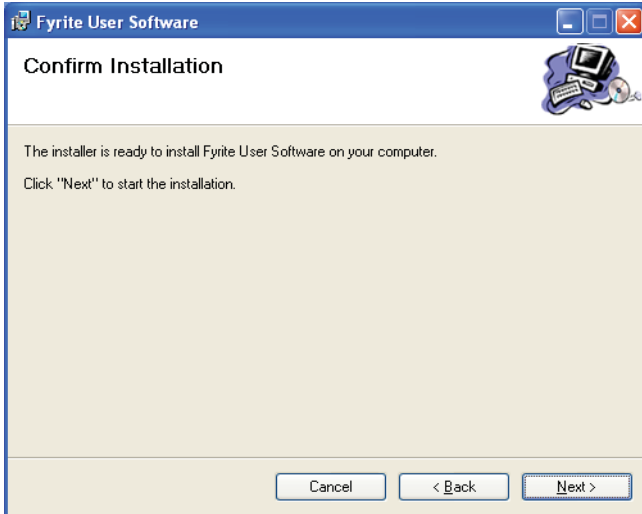 Fyrite User Software
Confirm Installation
The installer is ready to install Fyrite User Software on your computer.
Click "Next" to start the installation.
Cancel
< Back
Next >